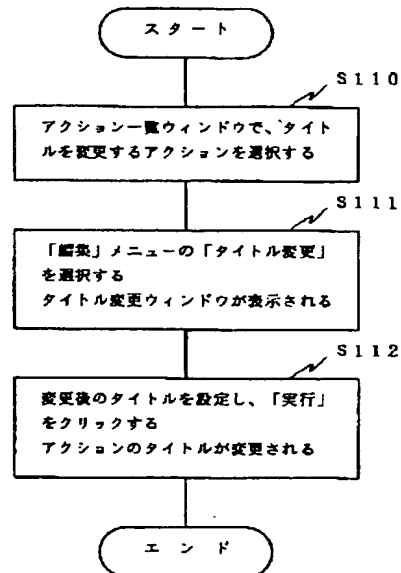 スタート
S110
アクション一覧ウィンドウで、タイト
ルを変更するアクションを選択する
S111
「編集」メニューの「タイトル変更」
を選択する
タイトル変更ウィンドウが表示される
S112
変更後のタイトルを設定し、「実行」
をクリックする
アクションのタイトルが変更される
エンド